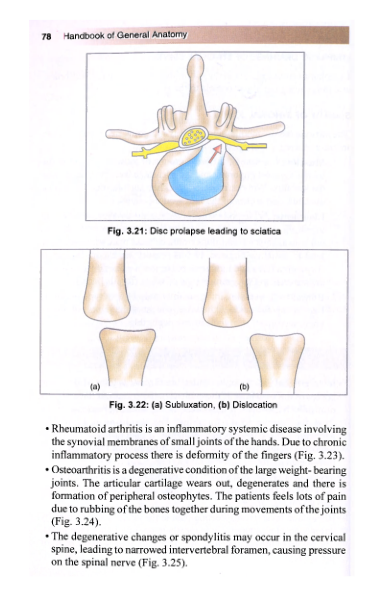 78 Handbook of General Anatomy
Fig. 3.21: Disc prolapse leading to sciatica
(a) (b)
Fig. 3.22: (a) Subluxation, (b) Dislocation
• Rheumatoid arthritis is an inflammatory systemic disease involving
the synovial membranes of small joints of the hands. Due to chronic
inflammatory process there is deformity of the fingers (Fig. 3.23).
• Osteoarthritis is a degenerative condition of the large weight- bearing
joints. The articular cartilage wears out, degenerates and there is
formation of peripheral osteophytes. The patients feels lots of pain
due to rubbing of the bones together during movements of the joints
(Fig. 3.24).
• The degenerative changes or spondylitis may occur in the cervical
spine, leading to narrowed intervertebral foramen, causing pressure
on the spinal nerve (Fig. 3.25).